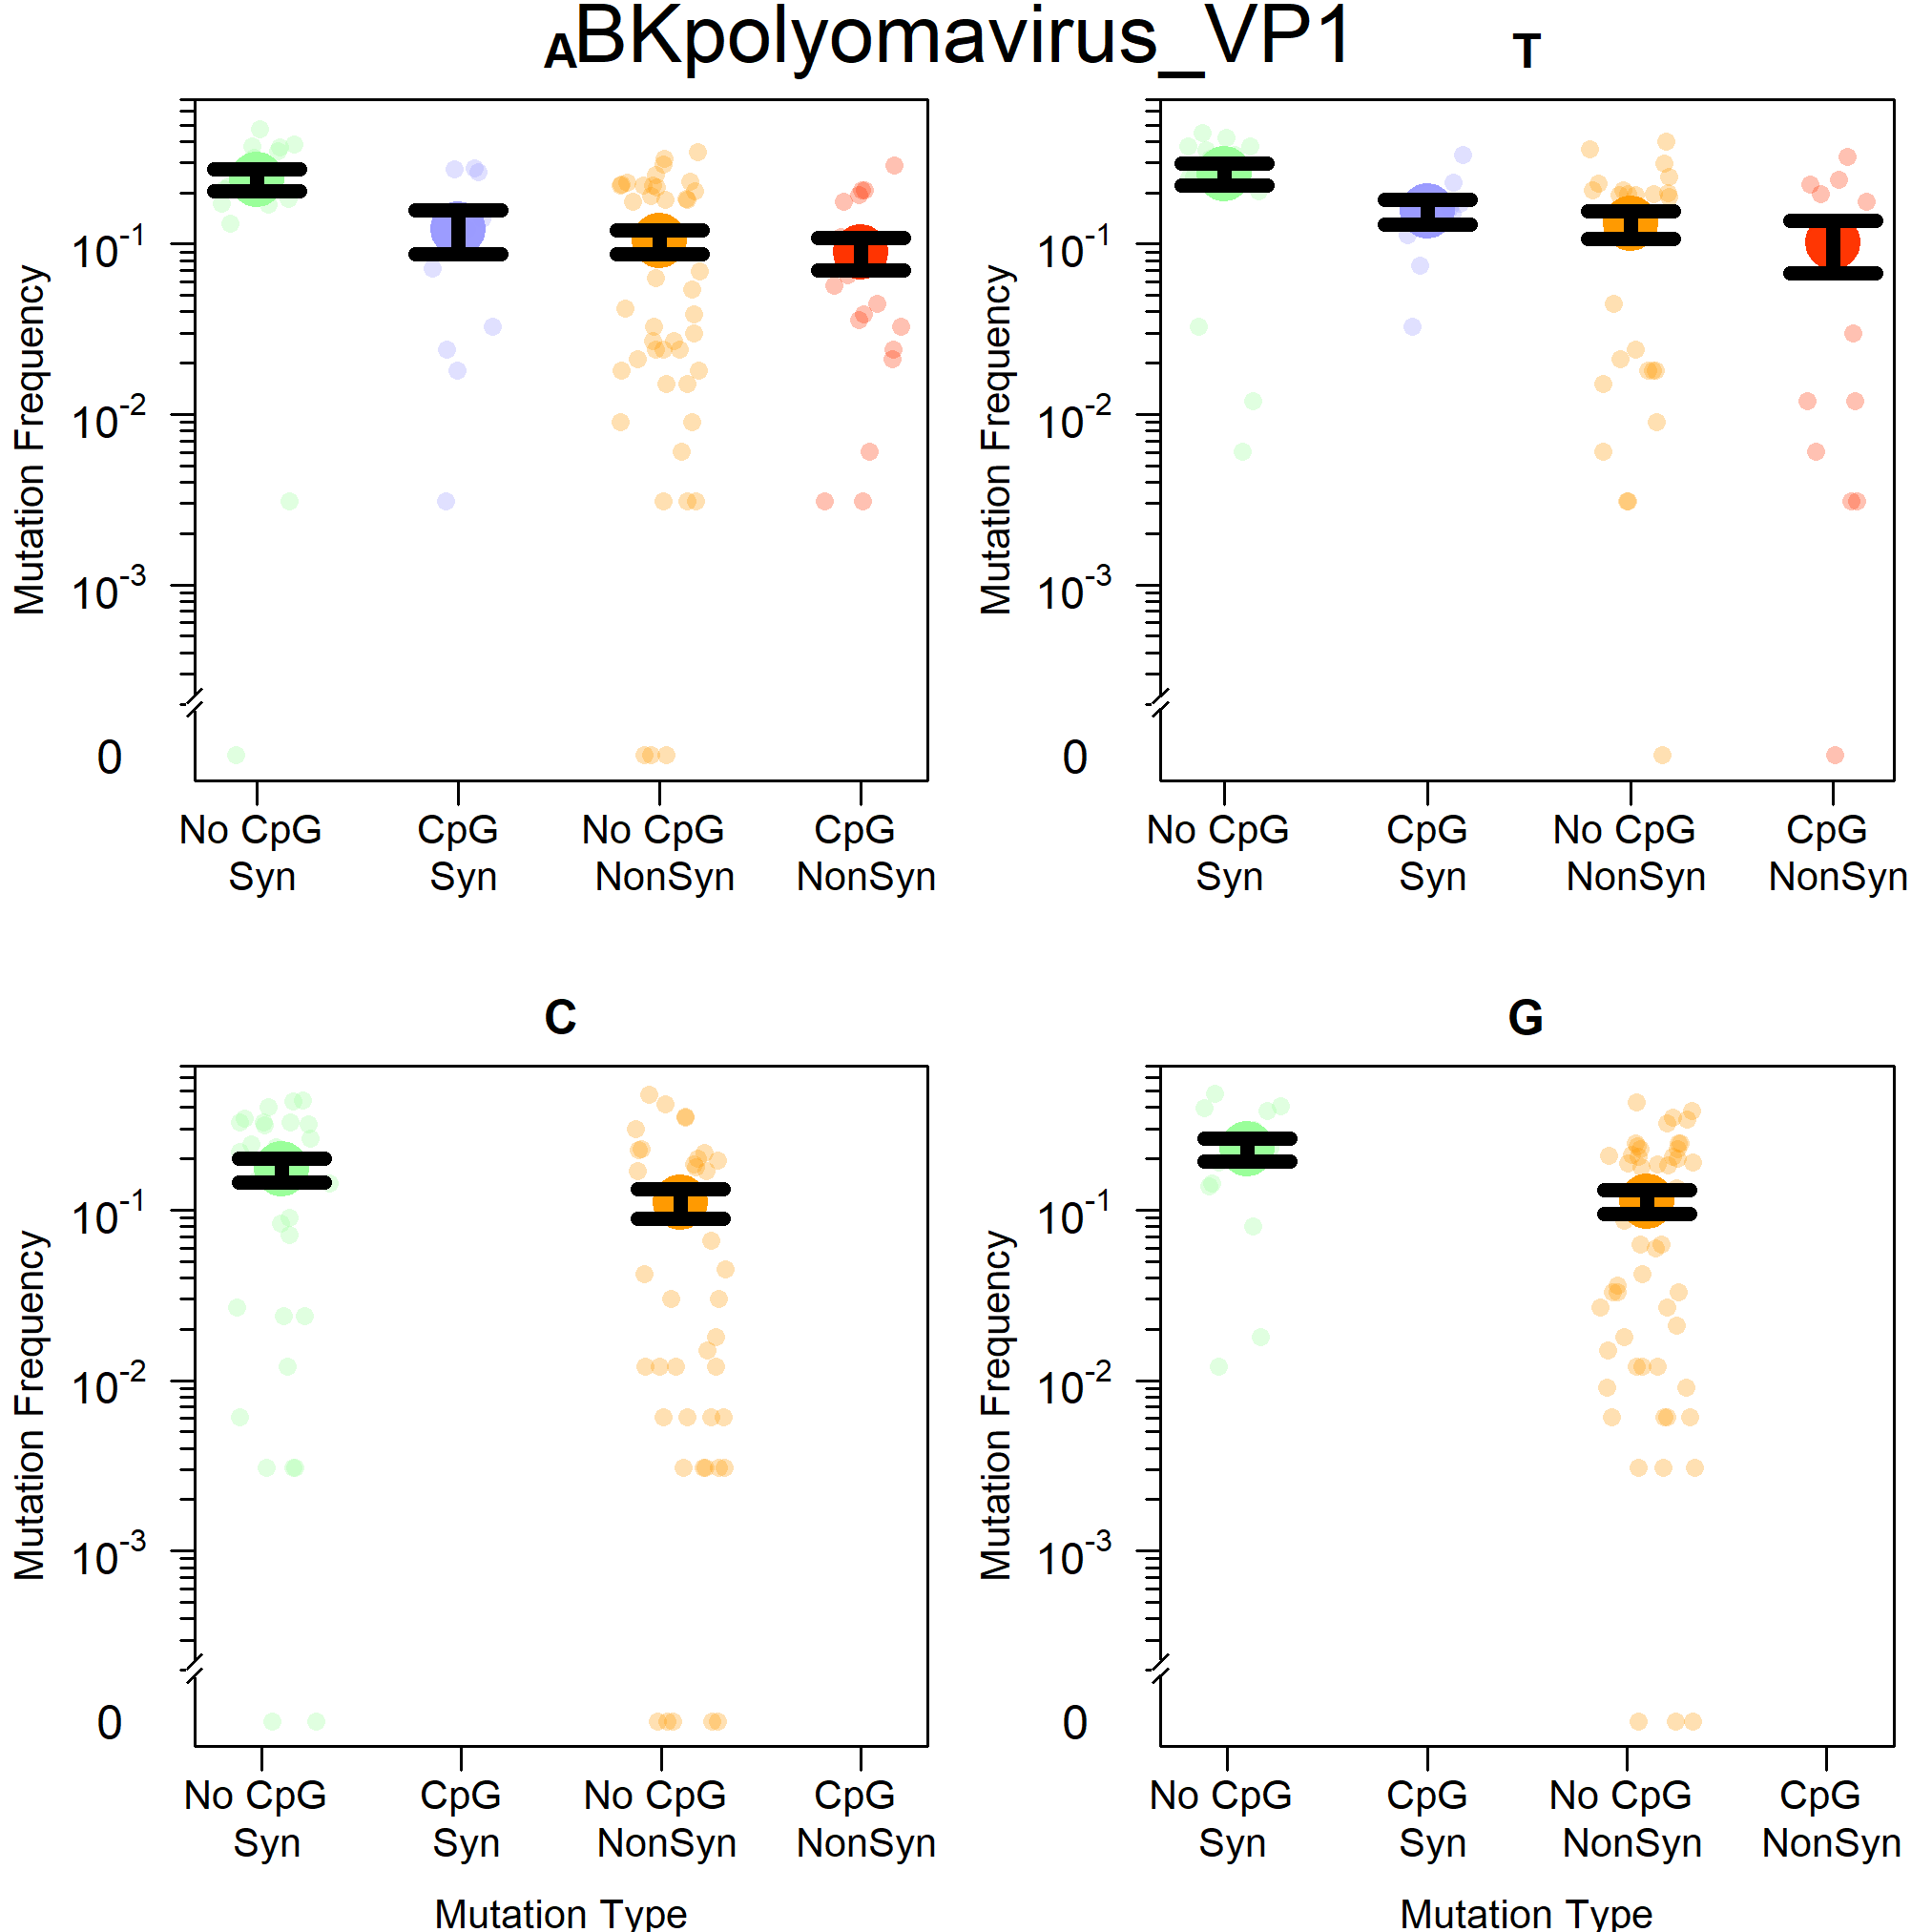 BKpolyomavirus_VP1
A
Mutation Frequency
10-1
10-2
10-3
0
No CpG Syn
CpG Syn
No CpG NonSyn
CpG NonSyn
T
Mutation Frequency
10-1
10-2
10-3
0
No CpG Syn
CpG Syn
No CpG NonSyn
CpG NonSyn
C
Mutation Frequency
10-1
10-2
10-3
0
No CpG Syn
CpG Syn
No CpG NonSyn
CpG NonSyn
Mutation Type
G
Mutation Frequency
10-1
10-2
10-3
0
No CpG Syn
CpG Syn
No CpG NonSyn
CpG NonSyn
Mutation Type